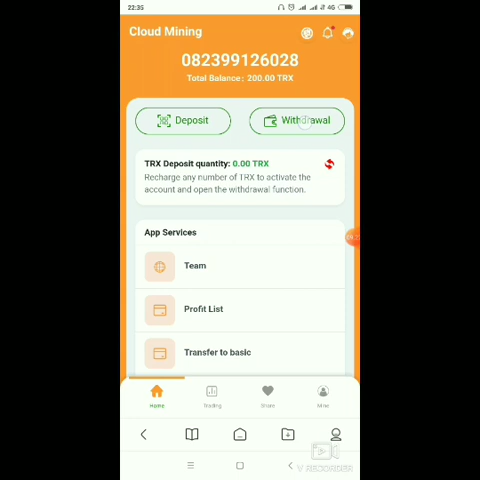 22:35
4G
Cloud Mining
082399126028
Total Balance: 200.00 TRX
Deposit
Withdrawal
TRX Deposit quantity: 0.00 TRX
Recharge any number of TRX to activate the
account and open the withdrawal function.
App Services
Team
Profit List
Transfer to basic
Home
Trading
Share
Mine
V RECORDER